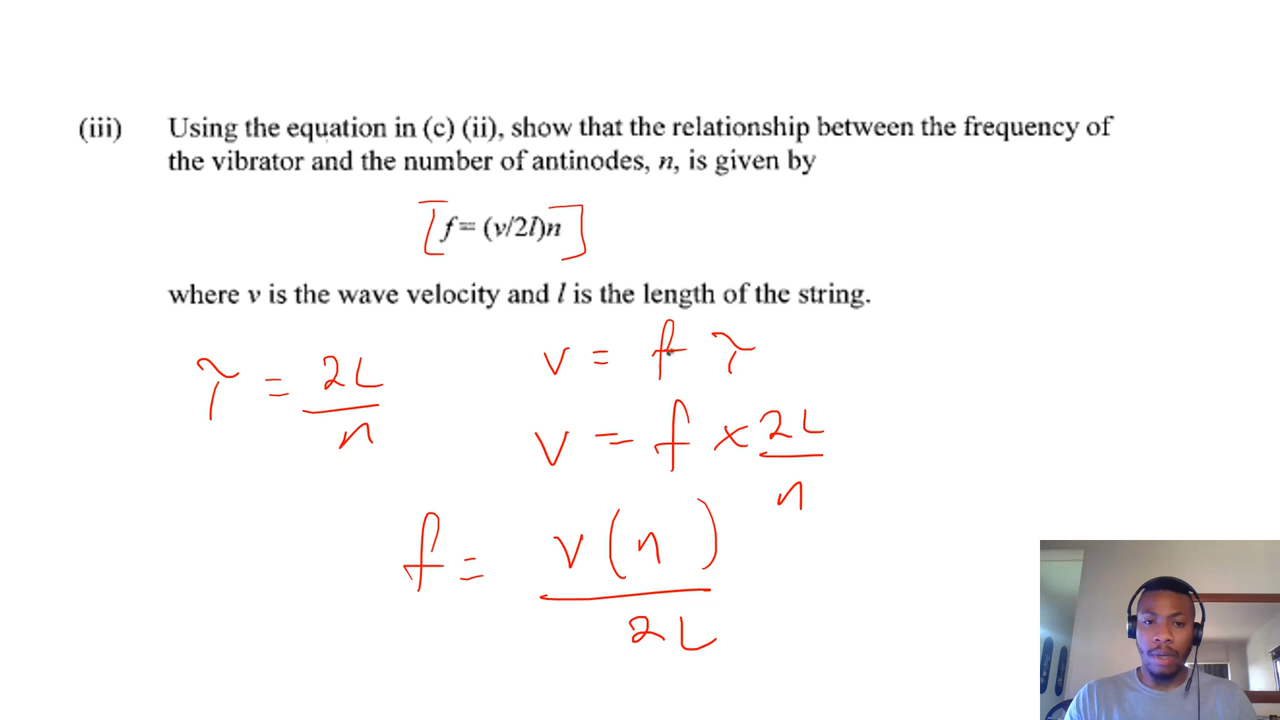 (iii) Using the equation in (c) (ii), show that the relationship between the frequency of
the vibrator and the number of antinodes, n, is given by
[f = (v/2l)n]
where v is the wave velocity and l is the length of the string.
λ = 2L/n
v = f λ
v = f × 2L/n
f = v(n)/2L